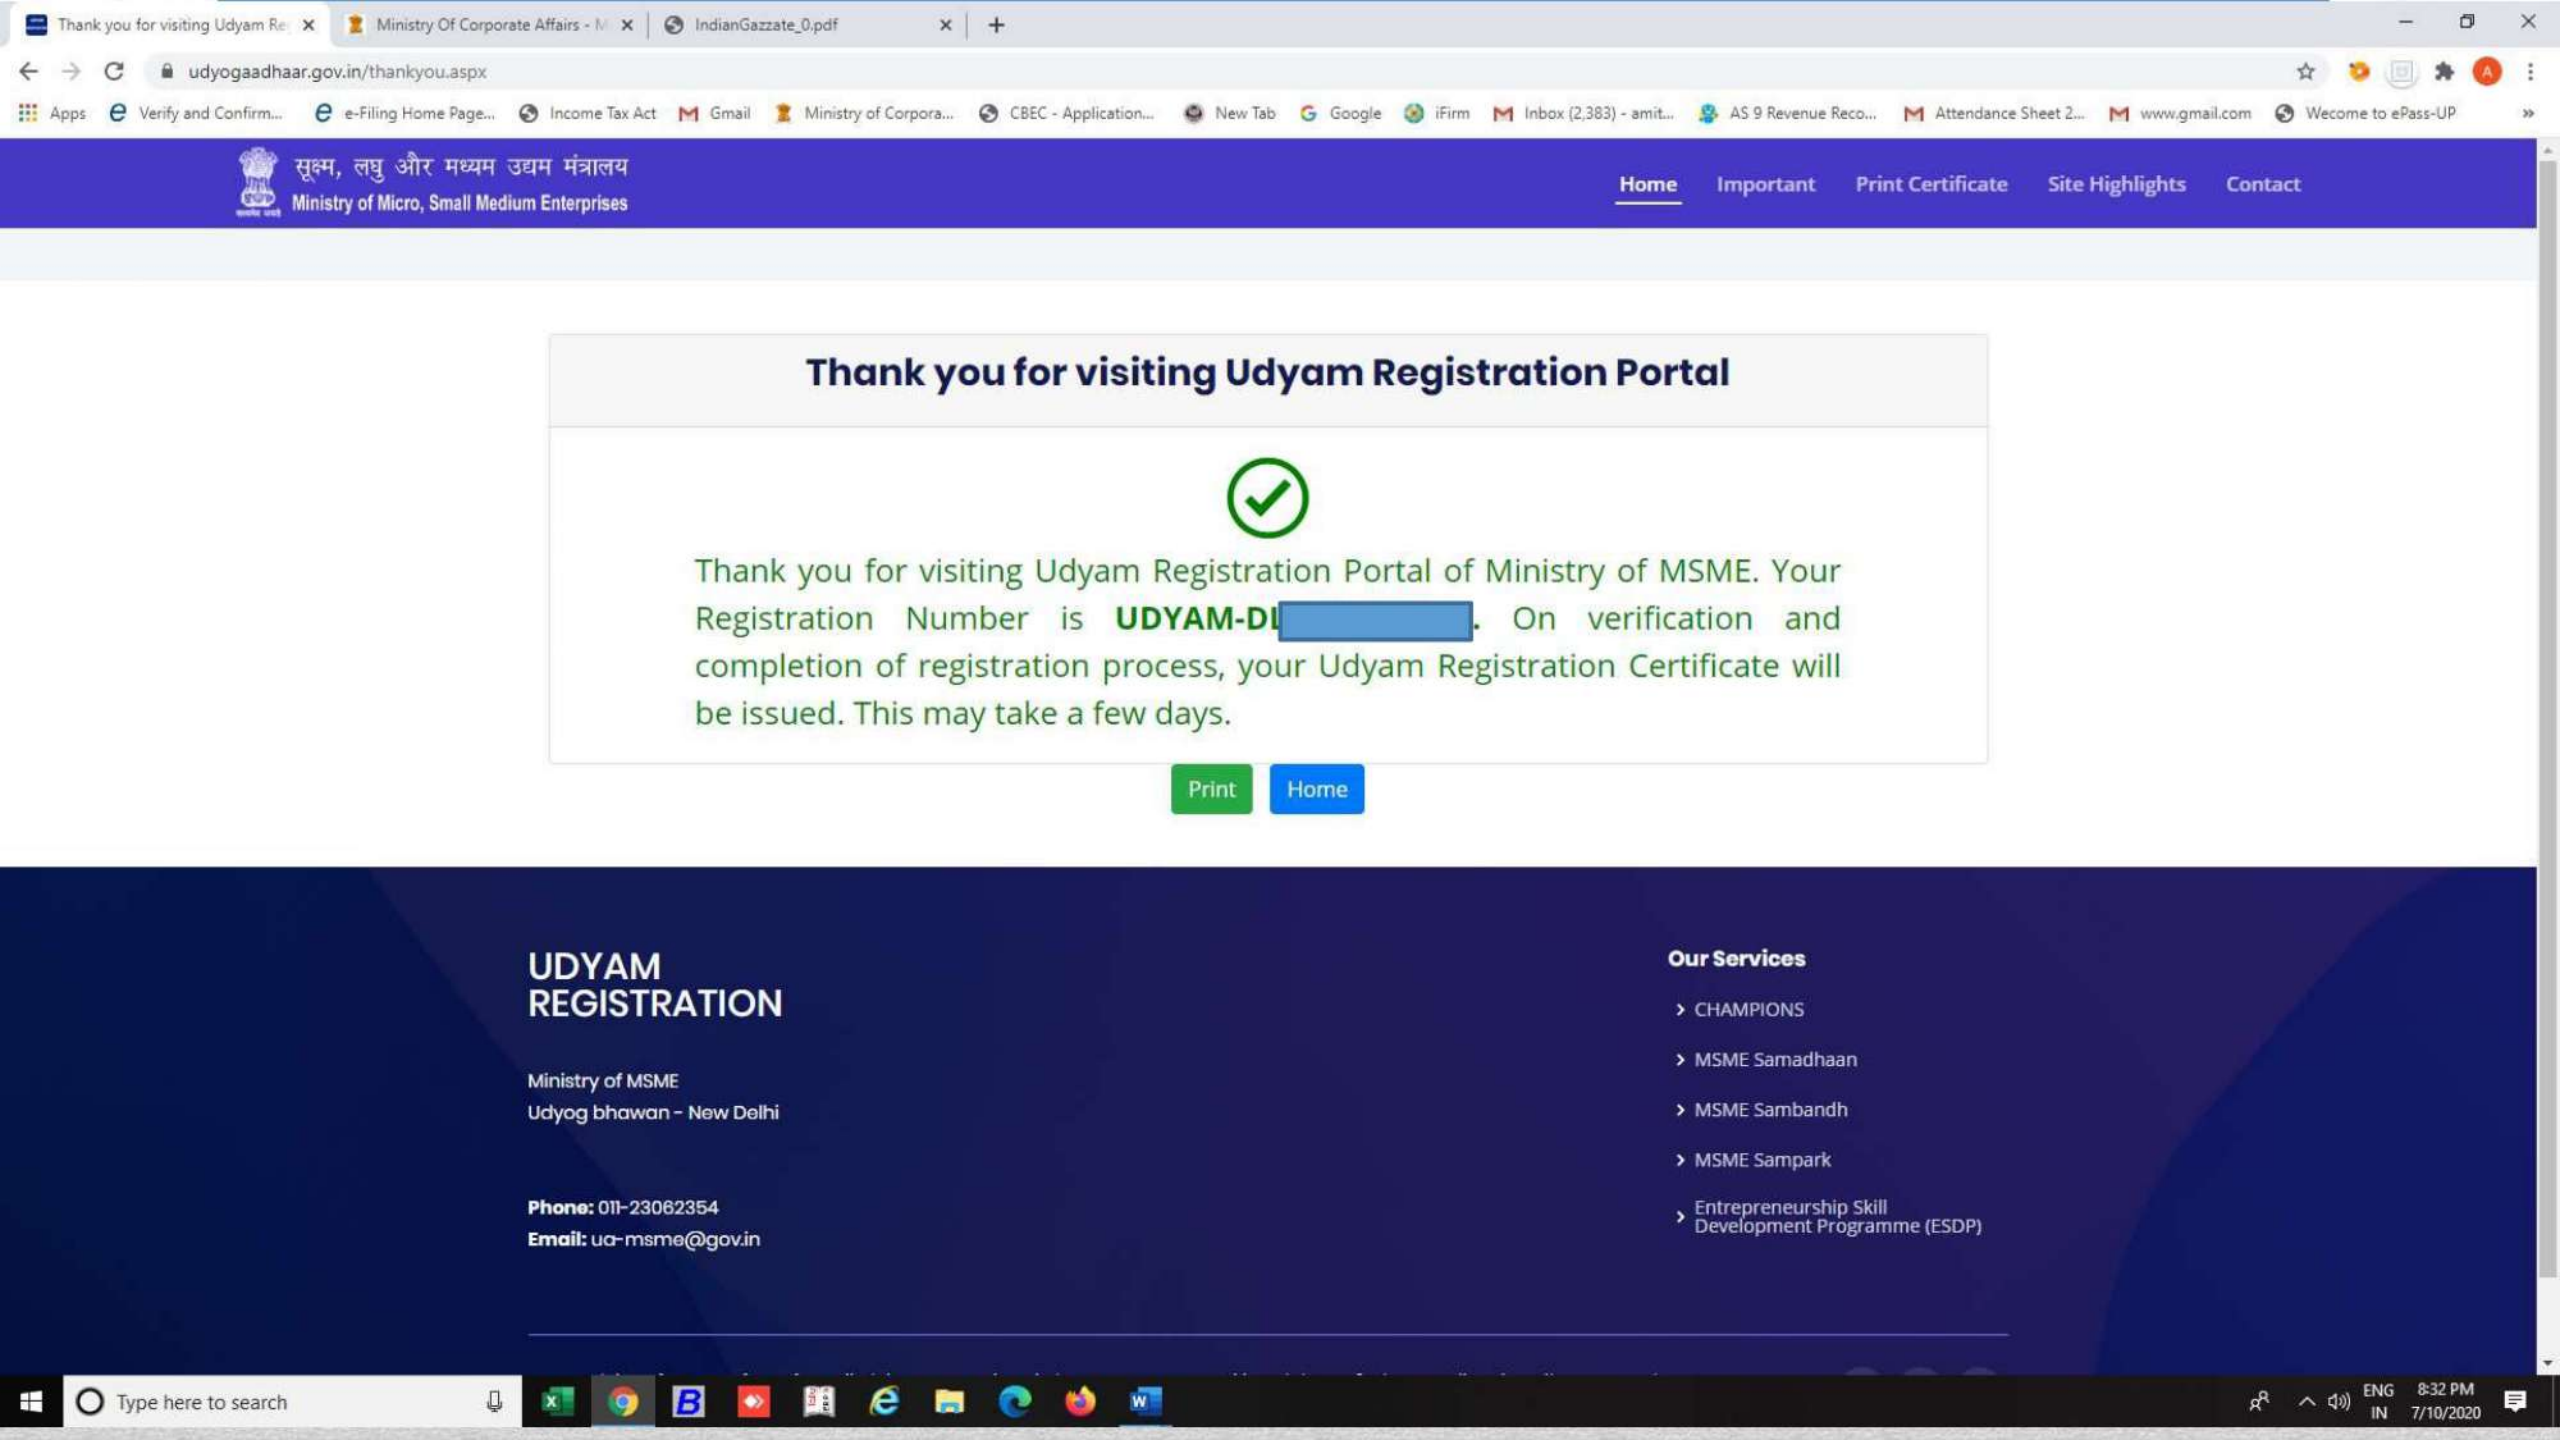 Thank you for visiting Udyam Re
Ministry Of Corporate Affairs - M
IndianGazzate_0.pdf
udyogaadhaar.gov.in/thankyou.aspx
A
Apps Verify and Confirm... e-Filing Home Page... Income Tax Act Gmail Ministry of Corpora... CBEC - Application... New Tab Google iFirm Inbox (2,383) - amit... AS 9 Revenue Reco... Attendance Sheet 2... www.gmail.com Wecome to ePass-UP »
सूक्ष्म, लघु और मध्यम उद्यम मंत्रालय
Ministry of Micro, Small Medium Enterprises
Home Important Print Certificate Site Highlights Contact
Thank you for visiting Udyam Registration Portal
Thank you for visiting Udyam Registration Portal of Ministry of MSME. Your
Registration Number is UDYAM-DL . On verification and
completion of registration process, your Udyam Registration Certificate will
be issued. This may take a few days.
Print Home
UDYAM
REGISTRATION
Ministry of MSME
Udyog bhawan - New Delhi
Phone: 011-23062354
Email: ua-msme@gov.in
Our Services
CHAMPIONS
MSME Samadhaan
MSME Sambandh
MSME Sampark
Entrepreneurship Skill
Development Programme (ESDP)
Type here to search
ENG
IN
8:32 PM
7/10/2020